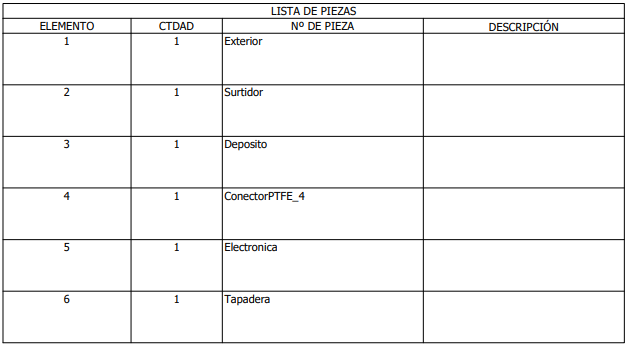 LISTA DE PIEZAS
ELEMENTO CTDAD Nº DE PIEZA DESCRIPCIÓN
1 1 Exterior
2 1 Surtidor
3 1 Deposito
4 1 ConectorPTFE_4
5 1 Electronica
6 1 Tapadera